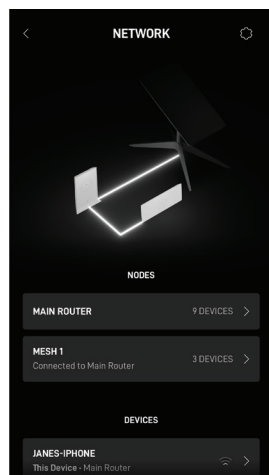 NETWORK
NODES
MAIN ROUTER 9 DEVICES
MESH 1
Connected to Main Router
3 DEVICES
DEVICES
JANES-IPHONE
This Device • Main Router